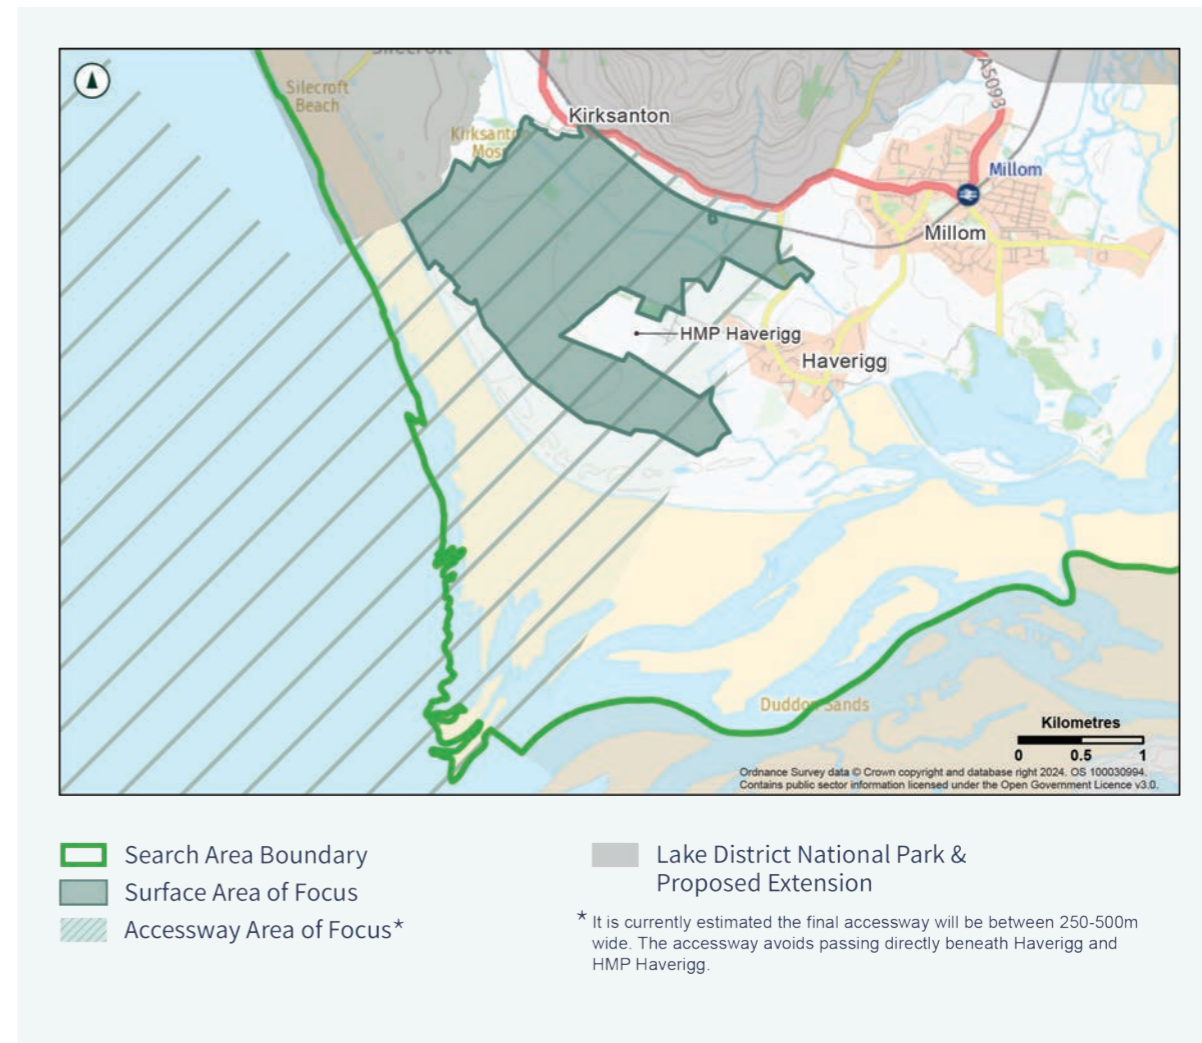 Silecroft
Silecroft
Beach
A5093
Kirksanton
Kirksanton
Moss
Millom
Millom
HMP Haverigg
Haverigg
Duddon Sands
Kilometres
0 0.5 1
Ordnance Survey data © Crown copyright and database right 2024. OS 100030994.
Contains public sector information licensed under the Open Government Licence v3.0.
Search Area Boundary
Surface Area of Focus
Accessway Area of Focus*
Lake District National Park &
Proposed Extension
* It is currently estimated the final accessway will be between 250-500m
wide. The accessway avoids passing directly beneath Haverigg and
HMP Haverigg.